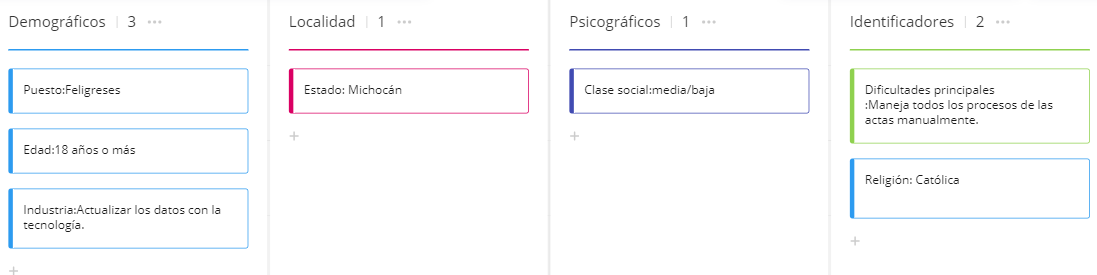 Demográficos | 3 ···
Puesto:Feligreses
Edad:18 años o más
Industria:Actualizar los datos con la
tecnología.
+
Localidad | 1 ···
Estado: Michocán
+
Psicográficos | 1 ···
Clase social:media/baja
+
Identificadores | 2 ···
Dificultades principales
:Maneja todos los procesos de las
actas manualmente.
Religión: Católica
+